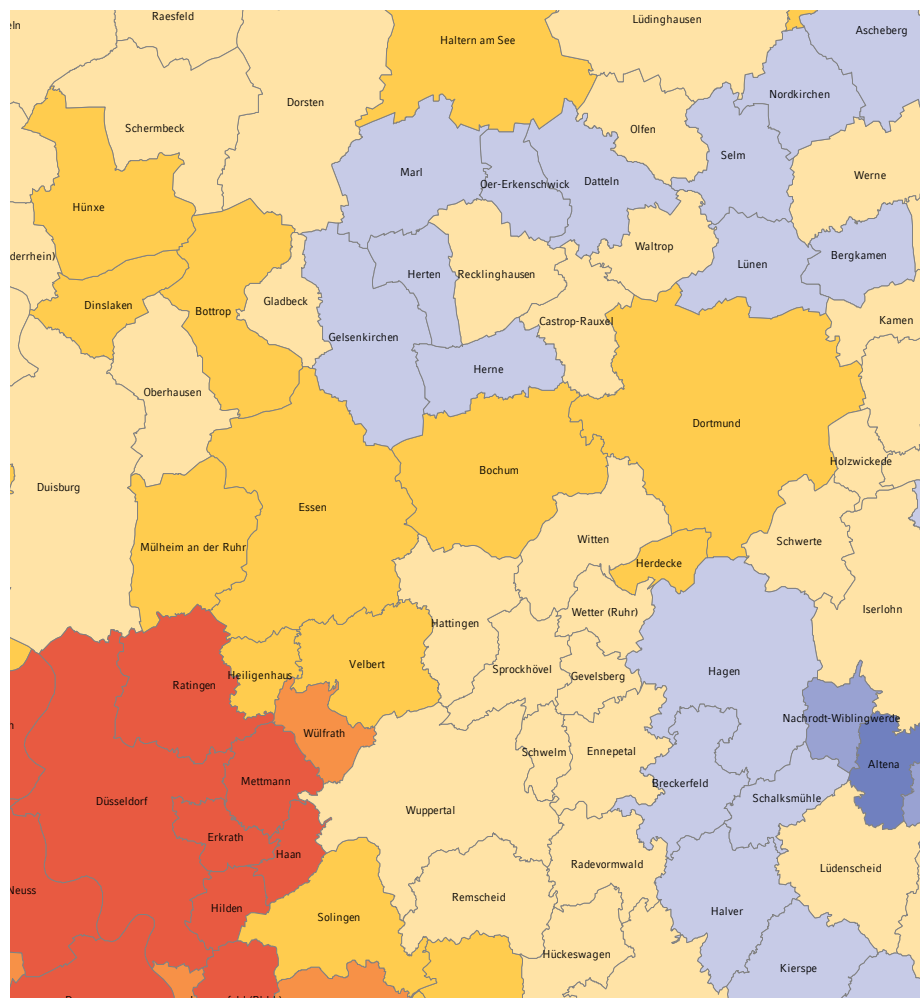 Raesfeld
Lüdinghausen
eln
Ascheberg
Haltern am See
Nordkirchen
Dorsten
Schermbeck
Olfen
Selm
Marl
Oer-Erkenschwick
Datteln
Werne
Hünxe
Waltrop
derrhein)
Bergkamen
Lünen
Herten
Recklinghausen
Gladbeck
Dinslaken
Bottrop
Castrop-Rauxel
Kamen
Gelsenkirchen
Herne
Oberhausen
Dortmund
Holzwickede
Bochum
Duisburg
Essen
Witten
Schwerte
Mülheim an der Ruhr
Herdecke
Iserlohn
Wetter (Ruhr)
Hattingen
Velbert
Sprockhövel
Hagen
Heiligenhaus
Gevelsberg
Ratingen
Nachrodt-Wiblingwerde
n
Wülfrath
Schwelm
Ennepetal
Altena
Mettmann
Breckerfeld
Düsseldorf
Schalksmühle
Wuppertal
Erkrath
Haan
Radevormwald
Lüdenscheid
Neuss
Remscheid
Hilden
Halver
Solingen
Hückeswagen
Kierspe